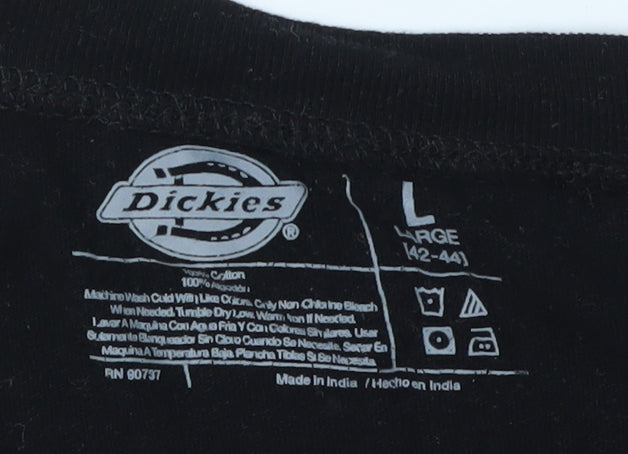 Dickies®
L
LARGE
(42-44)
100% Cotton
100% Algodón
Machine Wash Cold With Like Colors. Only Non-Chlorine Bleach
When Needed. Tumble Dry Low. Warm Iron If Needed.
Lavar A Maquina Con Agua Fria Y Con Colores Similares. Usar
Solamente Blanqueador Sin Cloro Cuando Se Necesita. Secar En
Maquina A Temperatura Baja. Plancha Tibias Si Se Necesita.
RN 90737
Made in India / Hecho en India